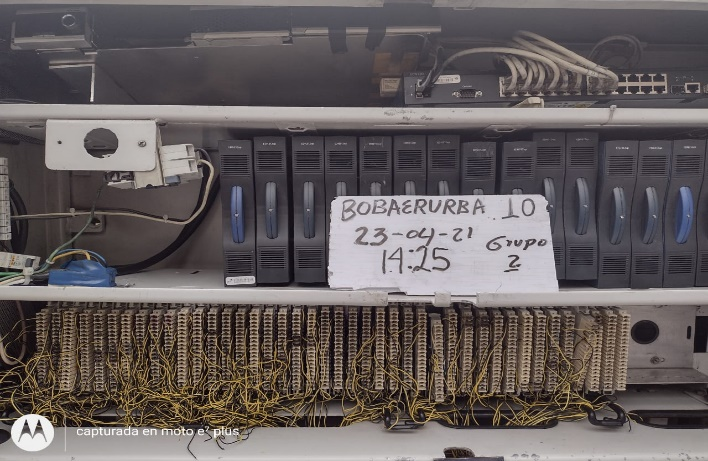 BOBAERURBA 10
23-04-21
14:25
Grupo
2
capturada en moto e⁷ plus